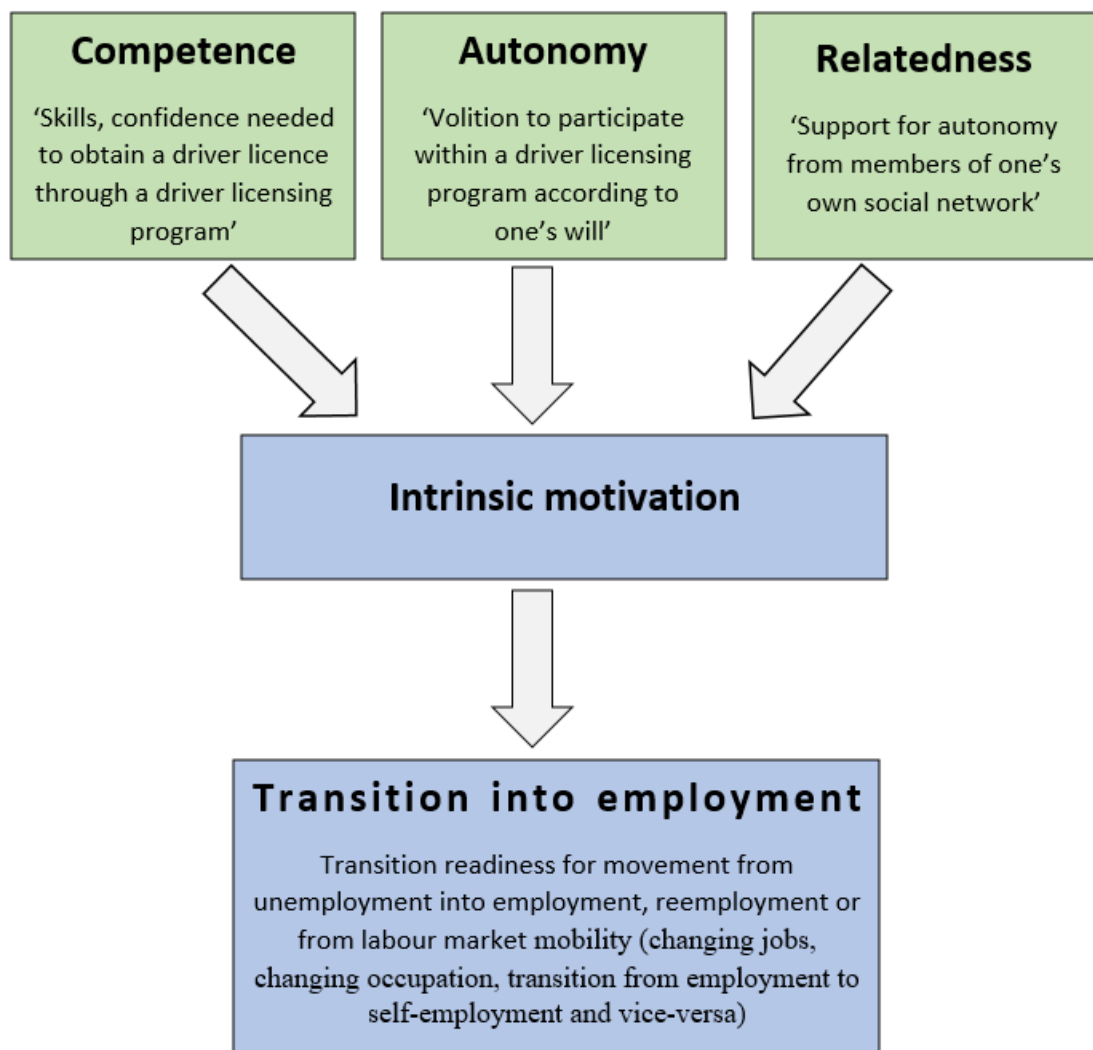 Competence
‘Skills, confidence needed
to obtain a driver licence
through a driver licensing
program’
Autonomy
‘Volition to participate
within a driver licensing
program according to
one’s will’
Relatedness
‘Support for autonomy
from members of one’s
own social network’
Intrinsic motivation
Transition into employment
Transition readiness for movement from
unemployment into employment, reemployment or
from labour market mobility (changing jobs,
changing occupation, transition from employment to
self-employment and vice-versa)